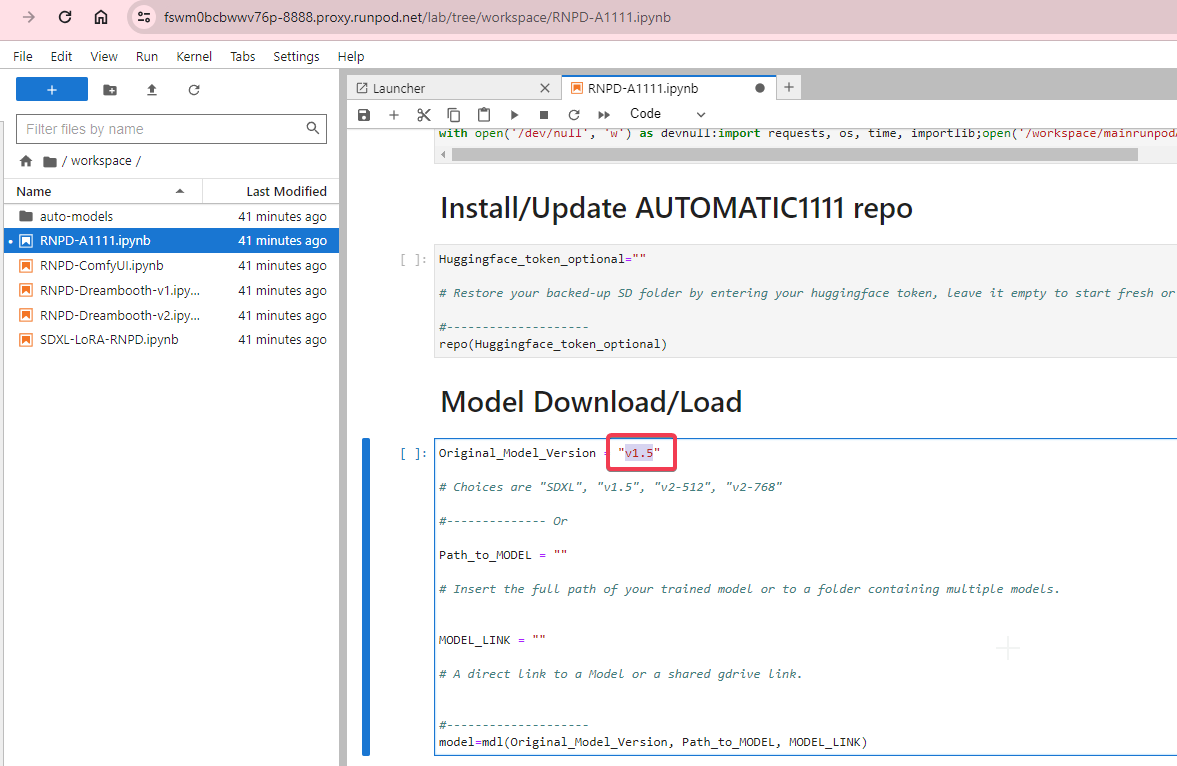 fswm0bcbwwv76p-8888.proxy.runpod.net/lab/tree/workspace/RNPD-A1111.ipynb
File Edit View Run Kernel Tabs Settings Help
+
Filter files by name
/ workspace /
Name Last Modified
auto-models 41 minutes ago
RNPD-A1111.ipynb 41 minutes ago
RNPD-ComfyUI.ipynb 41 minutes ago
RNPD-Dreambooth-v1.ipy... 41 minutes ago
RNPD-Dreambooth-v2.ipy... 41 minutes ago
SDXL-LoRA-RNPD.ipynb 41 minutes ago
Launcher
RNPD-A1111.ipynb
Code
with open('/dev/null', 'w') as devnull:import requests, os, time, importlib;open('/workspace/mainrunpodA
Install/Update AUTOMATIC1111 repo
[ ]: Huggingface_token_optional=""
# Restore your backed-up SD folder by entering your huggingface token, leave it empty to start fresh or
#--------------------
repo(Huggingface_token_optional)
Model Download/Load
[ ]: Original_Model_Version = "v1.5"
# Choices are "SDXL", "v1.5", "v2-512", "v2-768"
#-------------- Or
Path_to_MODEL = ""
# Insert the full path of your trained model or to a folder containing multiple models.
MODEL_LINK = ""
# A direct link to a Model or a shared gdrive link.
#--------------------
model=mdl(Original_Model_Version, Path_to_MODEL, MODEL_LINK)